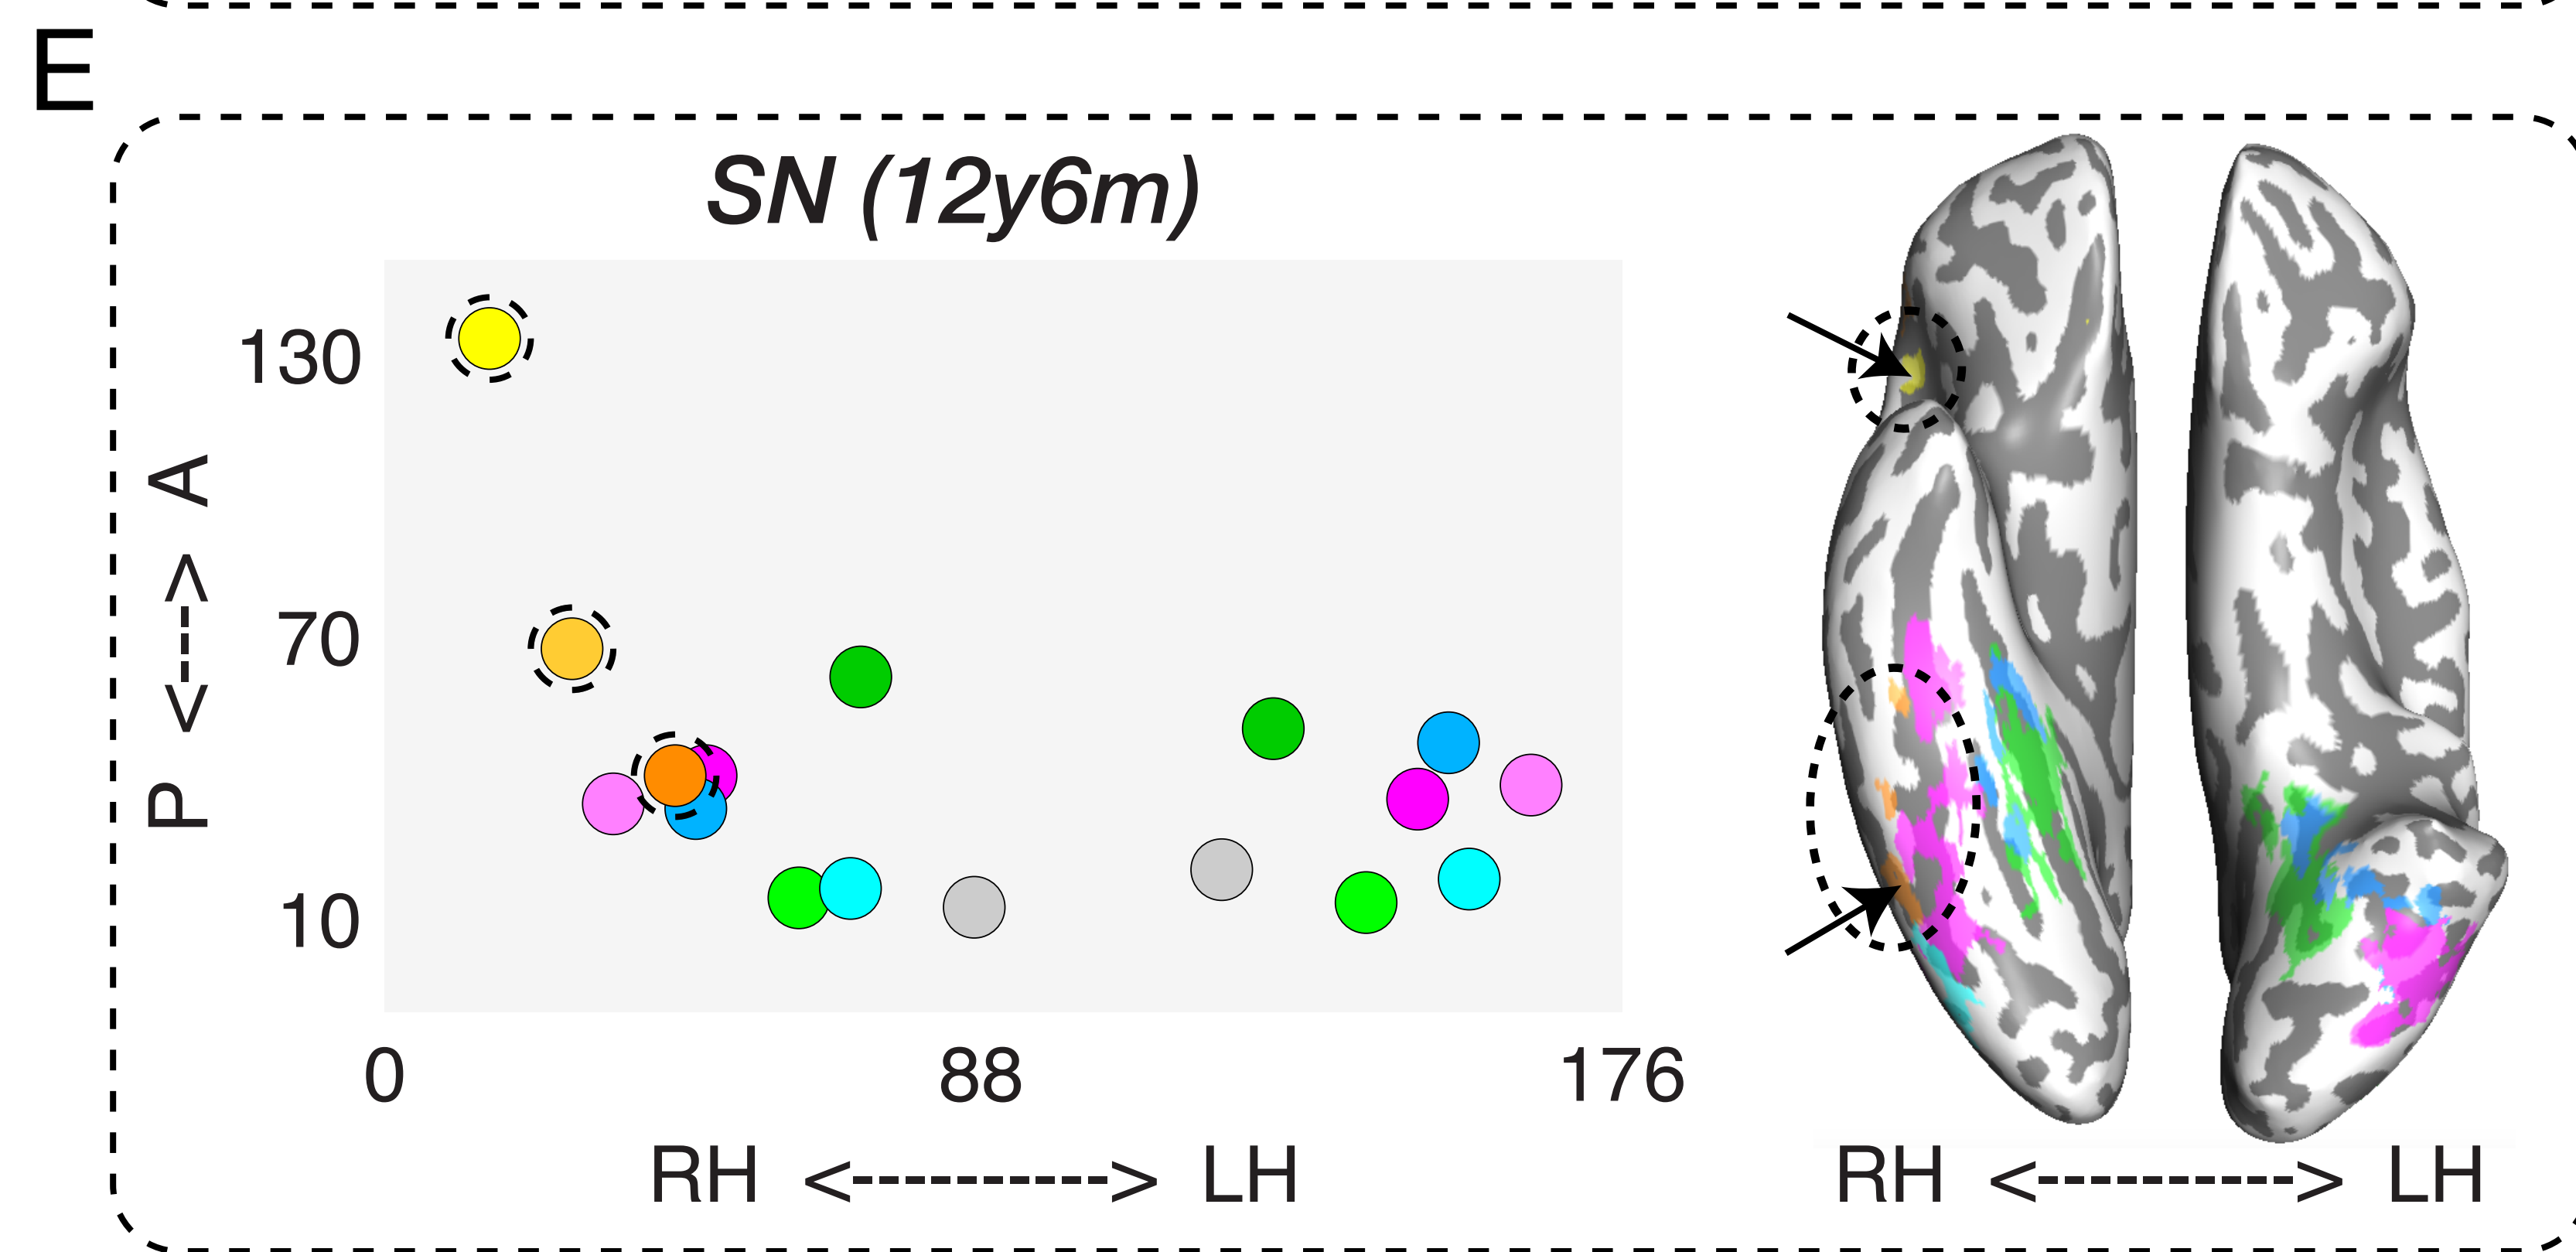 E
SN (12y6m)
130
70
10
P <---> A
0 88 176
RH <-----------> LH
RH <-----------> LH